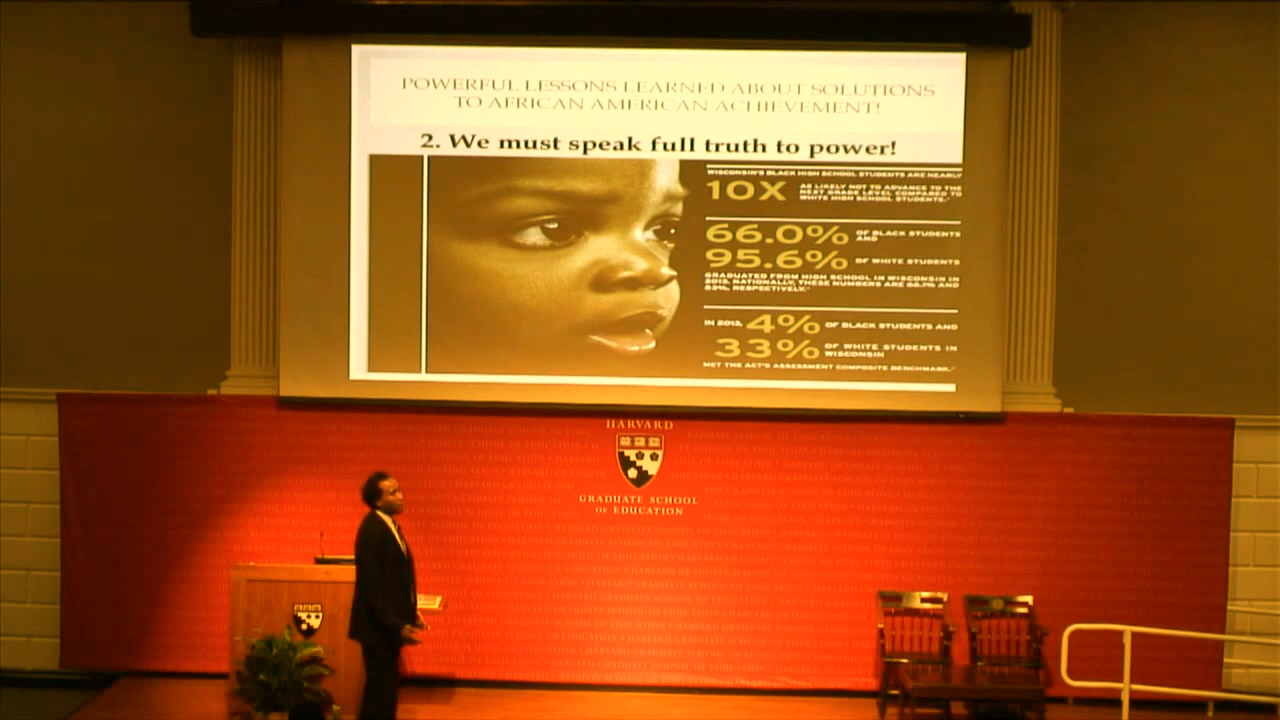 POWERFUL LESSONS LEARNED ABOUT SOLUTIONS
TO AFRICAN AMERICAN ACHIEVEMENT!
2. We must speak full truth to power!
WISCONSIN'S BLACK HIGH SCHOOL STUDENTS ARE NEARLY
10X AS LIKELY NOT TO ADVANCE TO THE
NEXT GRADE LEVEL COMPARED TO
WHITE HIGH SCHOOL STUDENTS."
66.0% OF BLACK STUDENTS
AND
95.6% OF WHITE STUDENTS
GRADUATED FROM HIGH SCHOOL IN WISCONSIN IN
2013. NATIONALLY, THESE NUMBERS ARE 66.1% AND
83%, RESPECTIVELY."
IN 2013, 4% OF BLACK STUDENTS AND
33% OF WHITE STUDENTS IN
WISCONSIN
MET THE ACT'S ASSESSMENT COMPOSITE BENCHMARK."
HARVARD
GRADUATE SCHOOL
OF EDUCATION